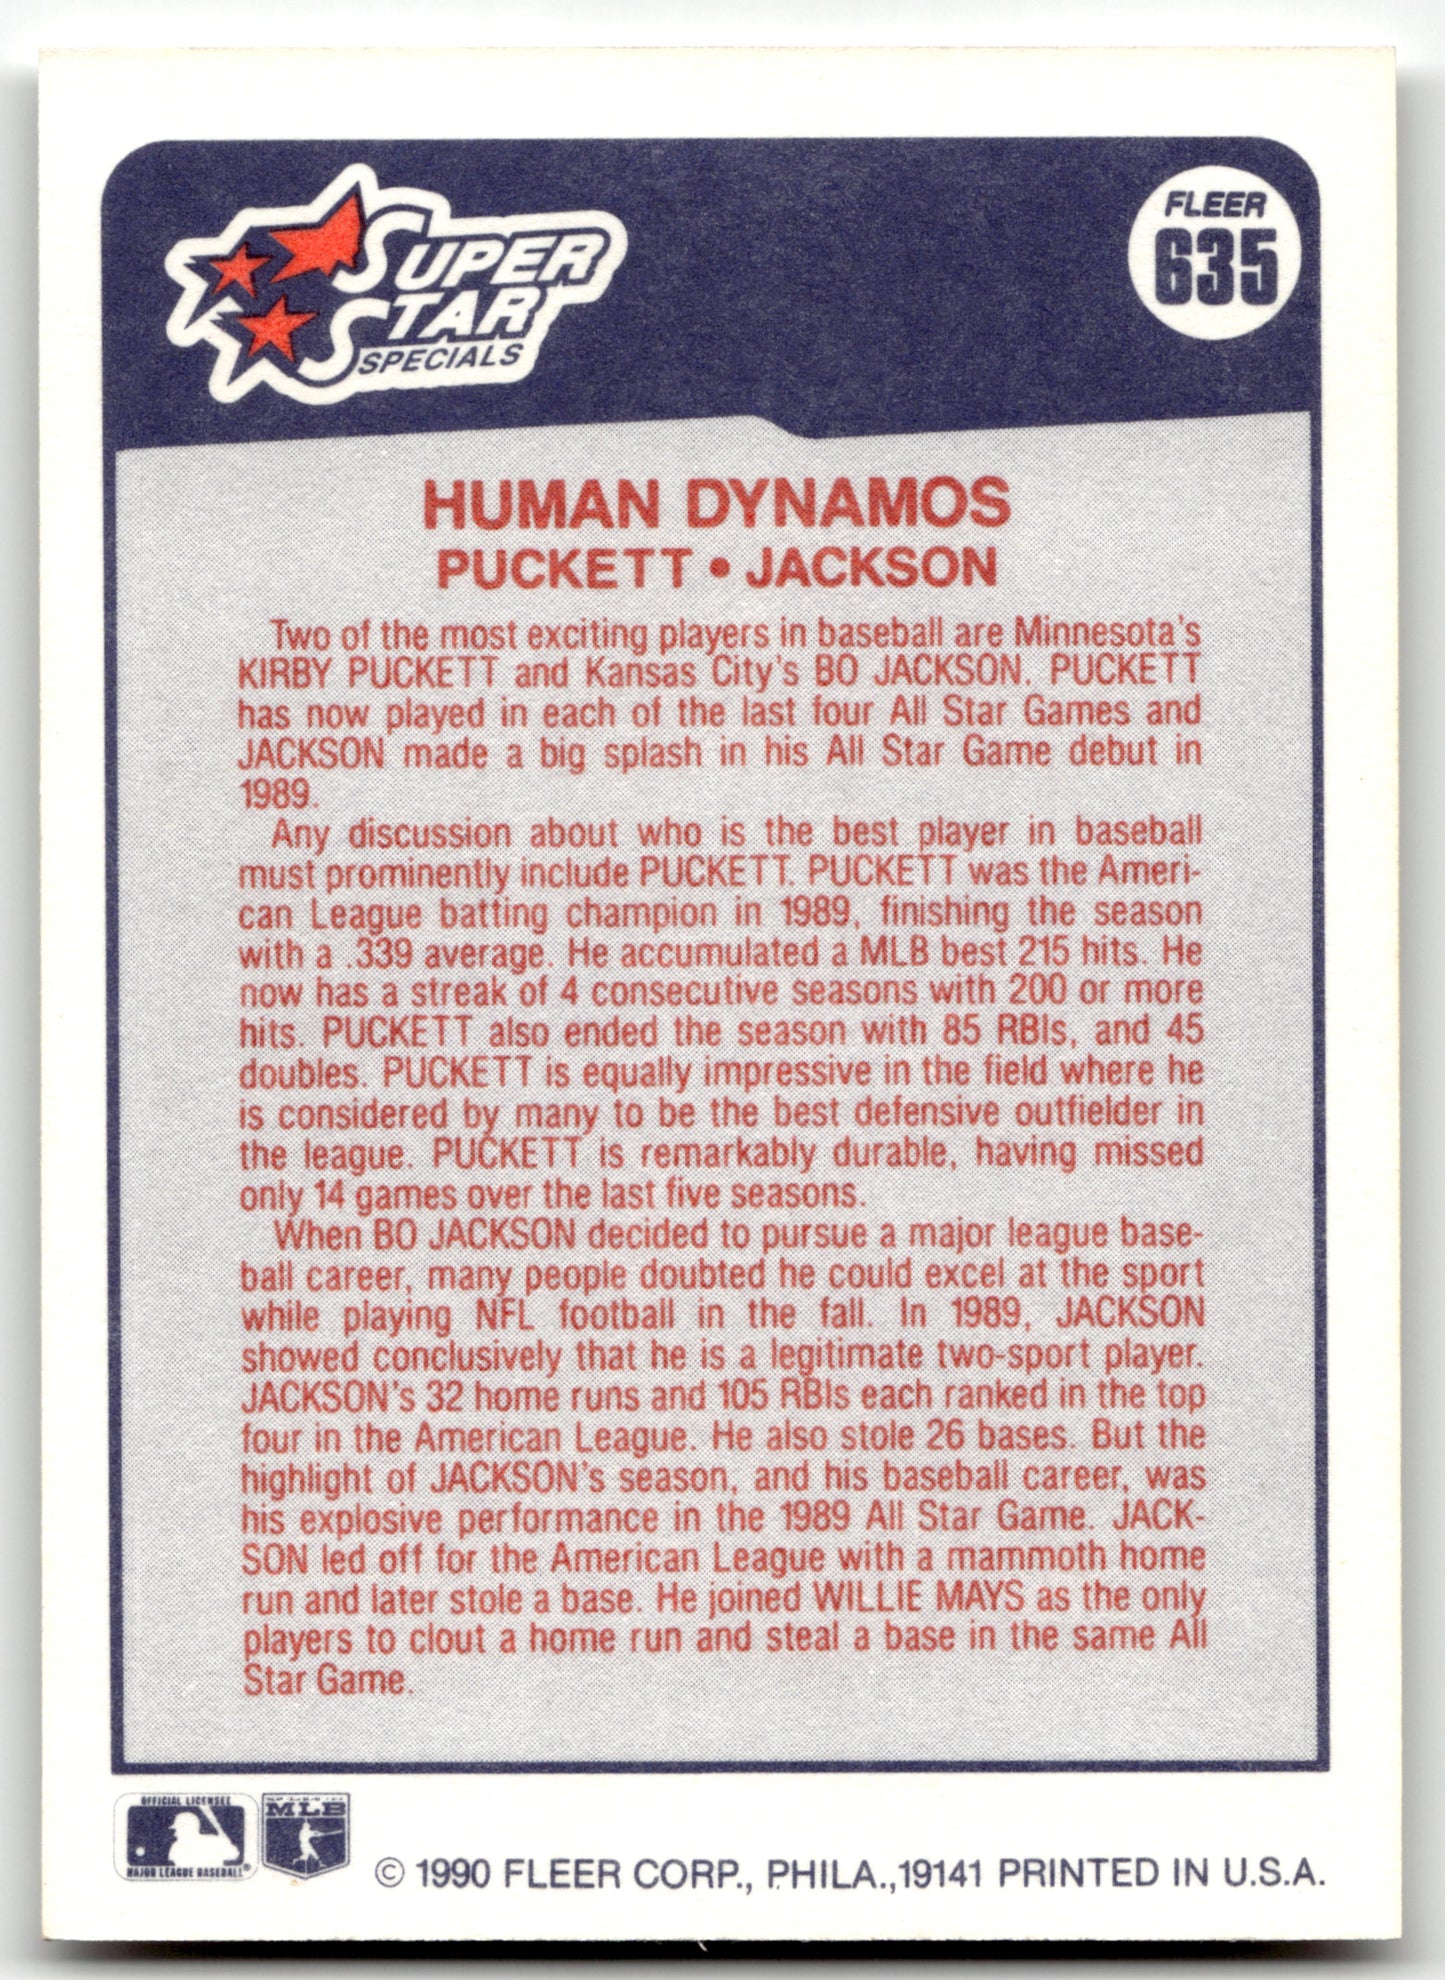 SUPER
STAR
SPECIALS
FLEER
635
HUMAN DYNAMOS
PUCKETT • JACKSON
Two of the most exciting players in baseball are Minnesota's
KIRBY PUCKETT and Kansas City's BO JACKSON. PUCKETT
has now played in each of the last four All Star Games and
JACKSON made a big splash in his All Star Game debut in
1989.
Any discussion about who is the best player in baseball
must prominently include PUCKETT. PUCKETT was the Ameri-
can League batting champion in 1989, finishing the season
with a .339 average. He accumulated a MLB best 215 hits. He
now has a streak of 4 consecutive seasons with 200 or more
hits. PUCKETT also ended the season with 85 RBIs, and 45
doubles. PUCKETT is equally impressive in the field where he
is considered by many to be the best defensive outfielder in
the league. PUCKETT is remarkably durable, having missed
only 14 games over the last five seasons.
When BO JACKSON decided to pursue a major league base-
ball career, many people doubted he could excel at the sport
while playing NFL football in the fall. In 1989, JACKSON
showed conclusively that he is a legitimate two-sport player.
JACKSON's 32 home runs and 105 RBIs each ranked in the top
four in the American League. He also stole 26 bases. But the
highlight of JACKSON's season, and his baseball career, was
his explosive performance in the 1989 All Star Game. JACK-
SON led off for the American League with a mammoth home
run and later stole a base. He joined WILLIE MAYS as the only
players to clout a home run and steal a base in the same All
Star Game.
OFFICIAL LICENSEE
MAJOR LEAGUE BASEBALL®
MLB
© 1990 FLEER CORP., PHILA.,19141 PRINTED IN U.S.A.